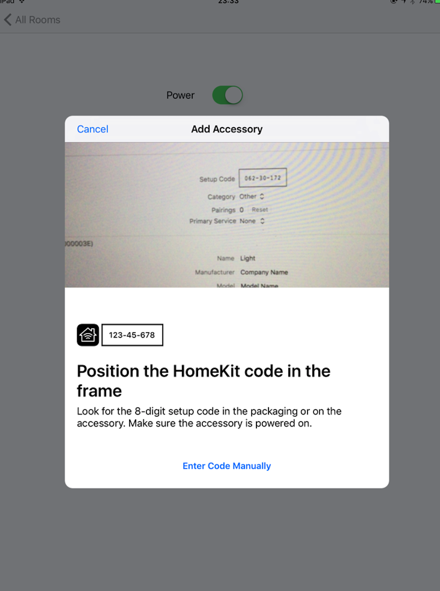 iPad
23:33
74%
All Rooms
Power
Cancel
Add Accessory
Setup Code 062-30-172
Category Other
Pairings 0 Reset
Primary Service None
Name Light
Manufacturer Company Name
Model Model Name
123-45-678
Position the HomeKit code in the
frame
Look for the 8-digit setup code in the packaging or on the
accessory. Make sure the accessory is powered on.
Enter Code Manually